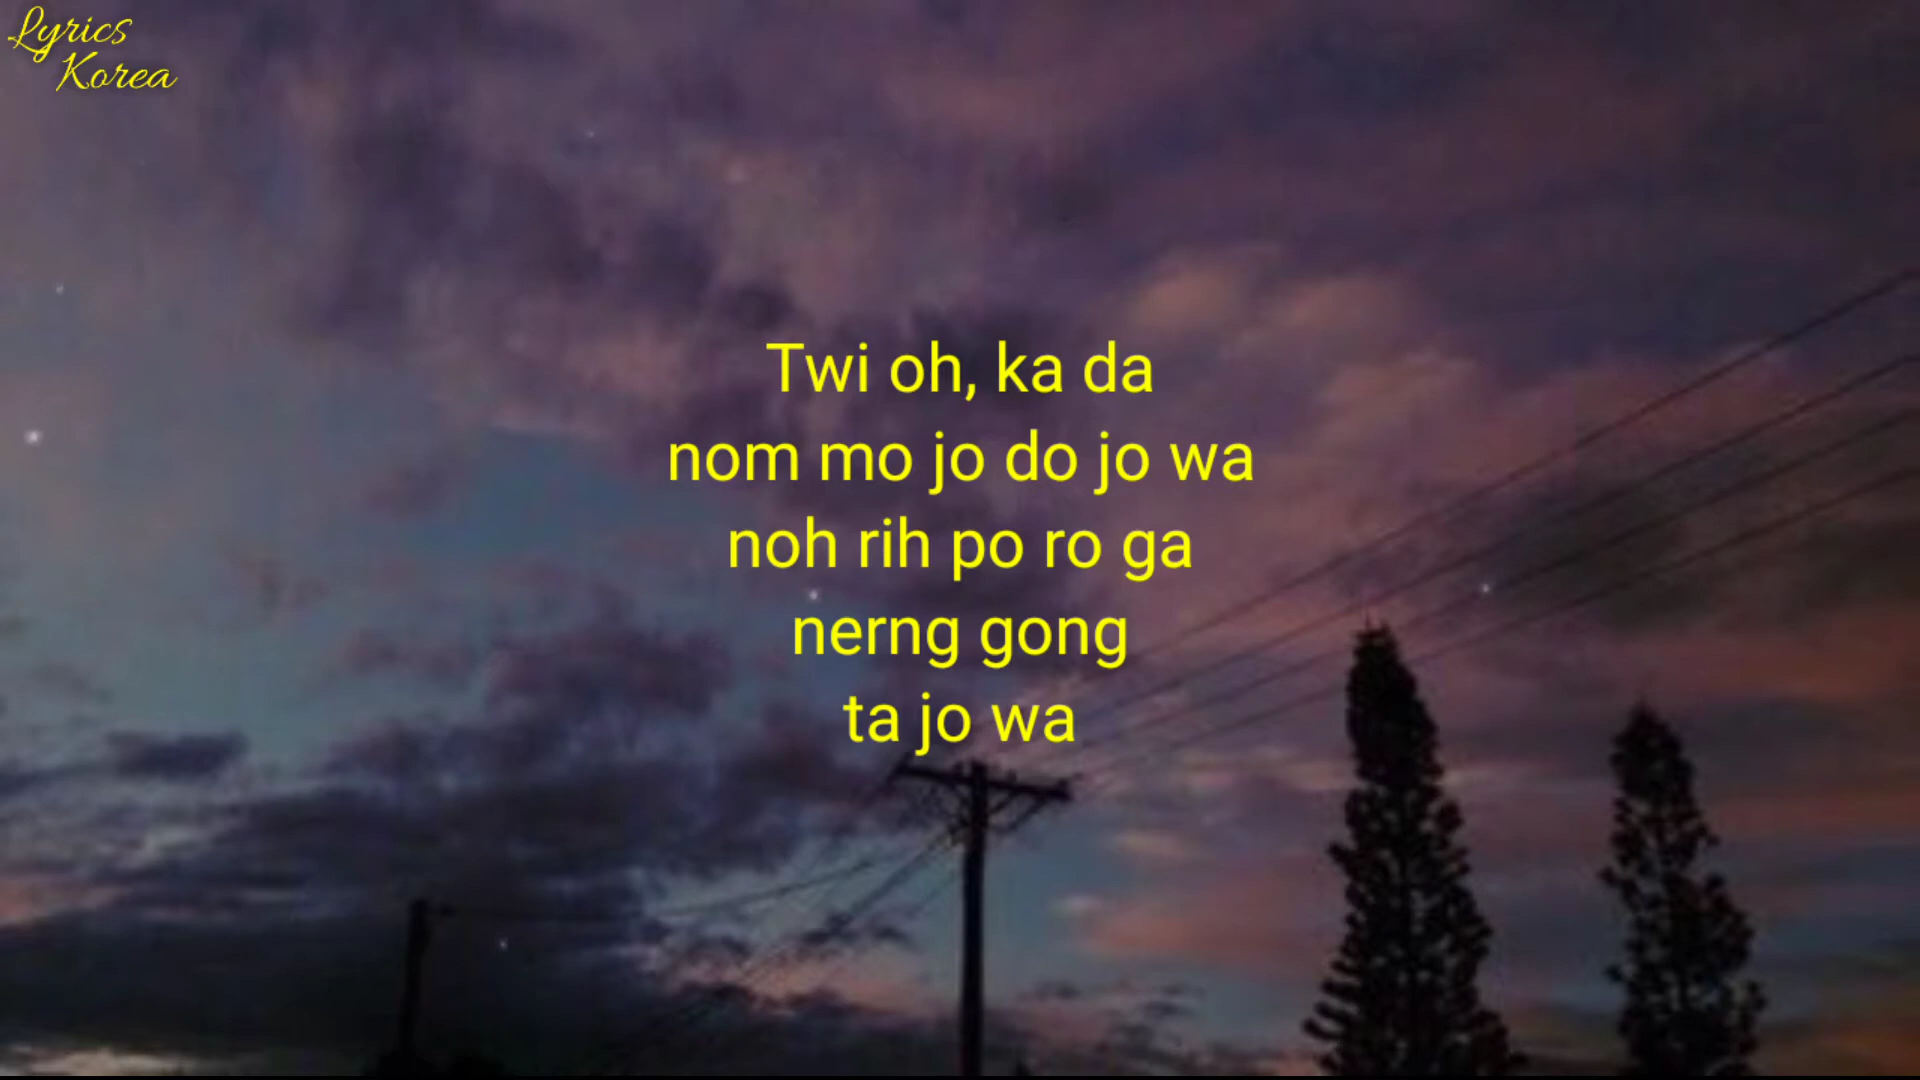 Lyrics
Korea
Twi oh, ka da
nom mo jo do jo wa
noh rih po ro ga
nerng gong
ta jo wa